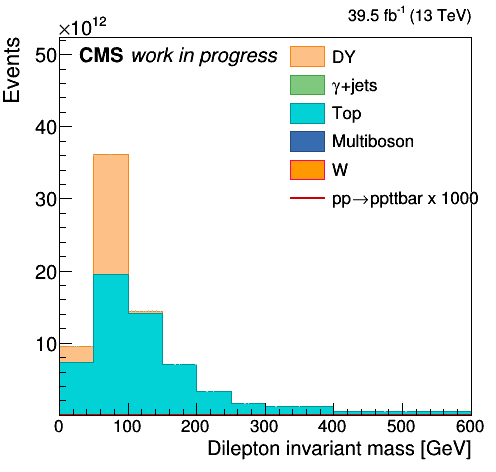 39.5 fb⁻¹ (13 TeV)
×10¹²
CMS work in progress
Events
DY
γ+jets
Top
Multiboson
W
pp→ppttbar x 1000
50
40
30
20
10
0 100 200 300 400 500 600
Dilepton invariant mass [GeV]